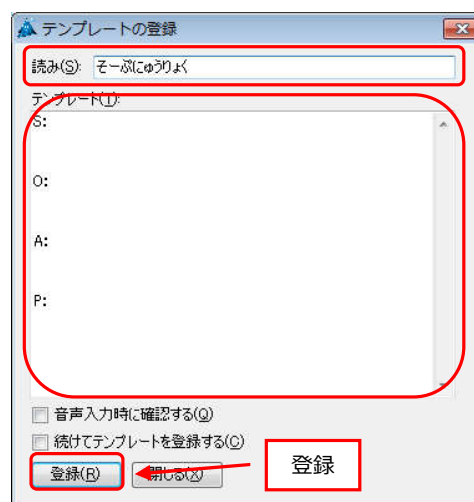 テンプレートの登録
読み(S): そーぷにゅうりょく
テンプレート(T):
S:
O:
A:
P:
音声入力時に確認する(Q)
続けてテンプレートを登録する(C)
登録(R) 閉じる(X) 登録